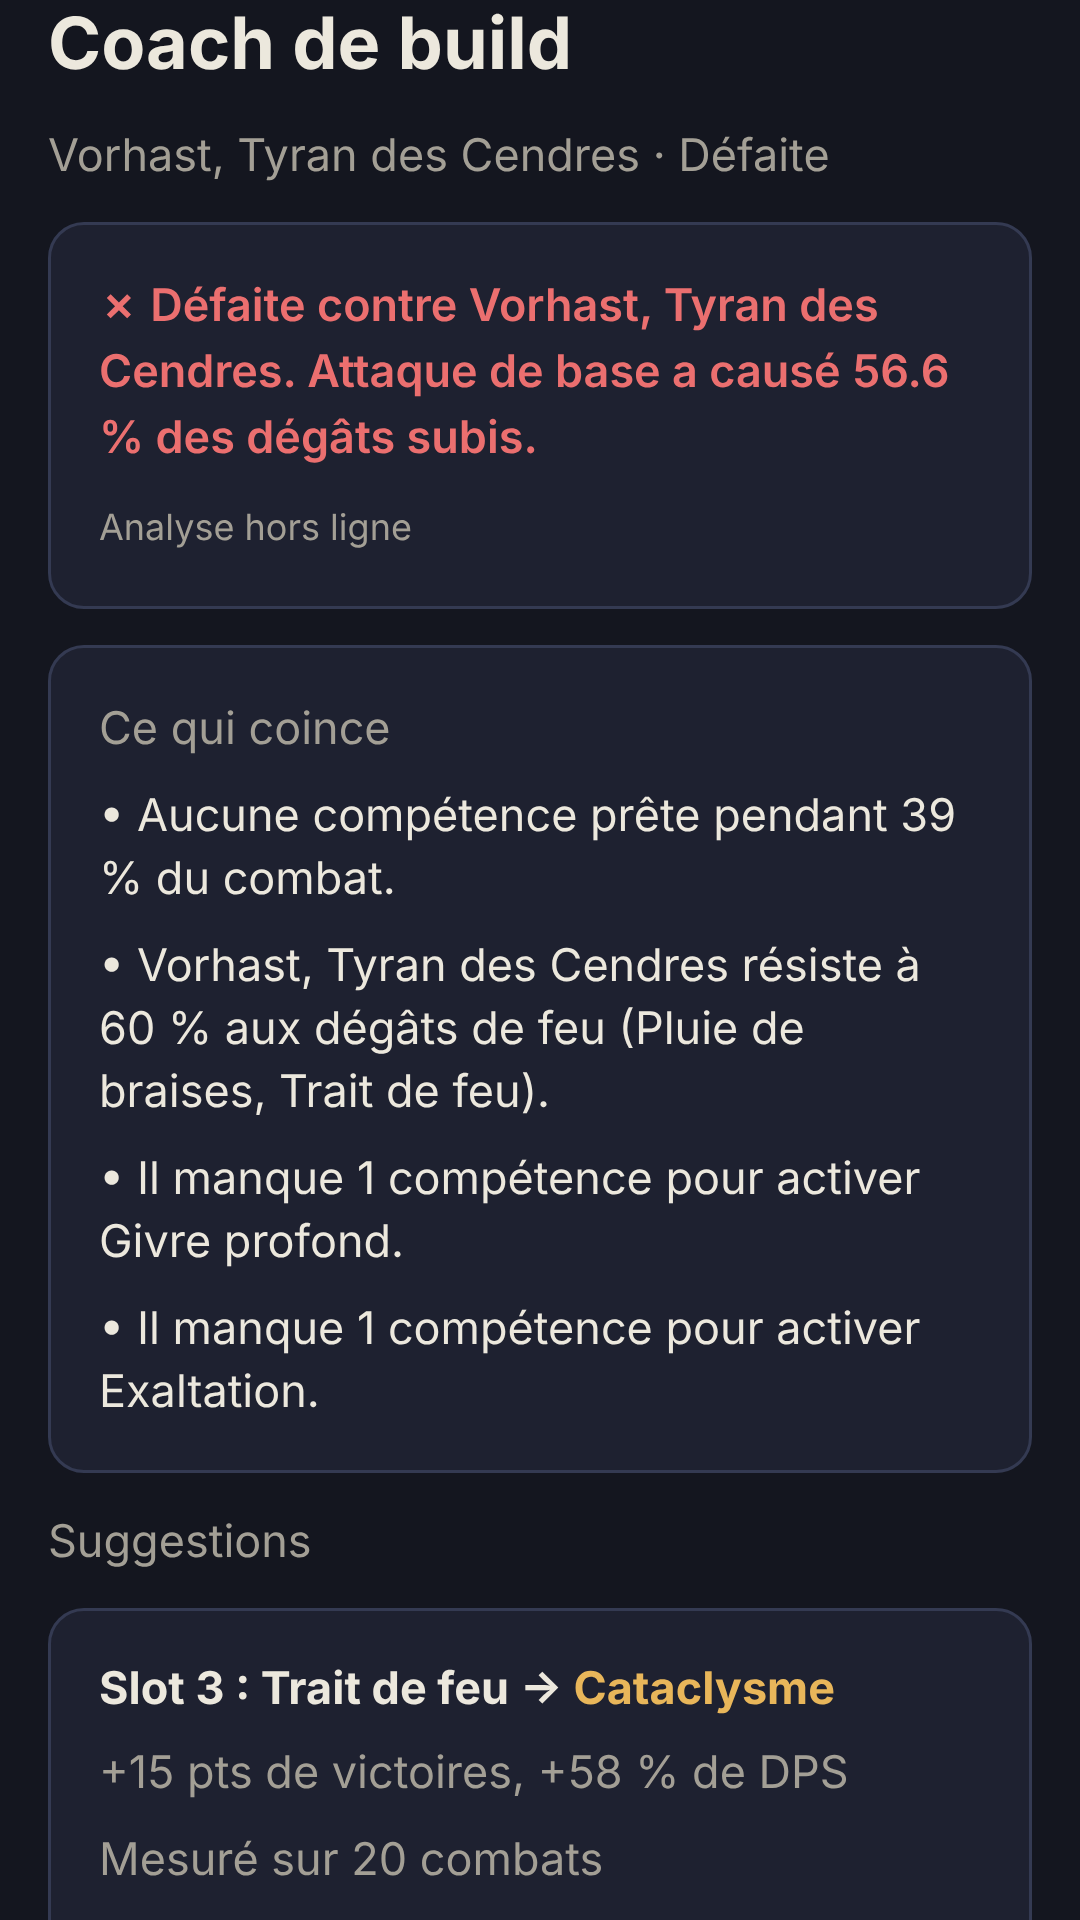 Coach de build
Vorhast, Tyran des Cendres · Défaite
× Défaite contre Vorhast, Tyran des
Cendres. Attaque de base a causé 56.6
% des dégâts subis.
Analyse hors ligne
Ce qui coince
• Aucune compétence prête pendant 39
% du combat.
• Vorhast, Tyran des Cendres résiste à
60 % aux dégâts de feu (Pluie de
braises, Trait de feu).
• Il manque 1 compétence pour activer
Givre profond.
• Il manque 1 compétence pour activer
Exaltation.
Suggestions
Slot 3 : Trait de feu → Cataclysme
+15 pts de victoires, +58 % de DPS
Mesuré sur 20 combats